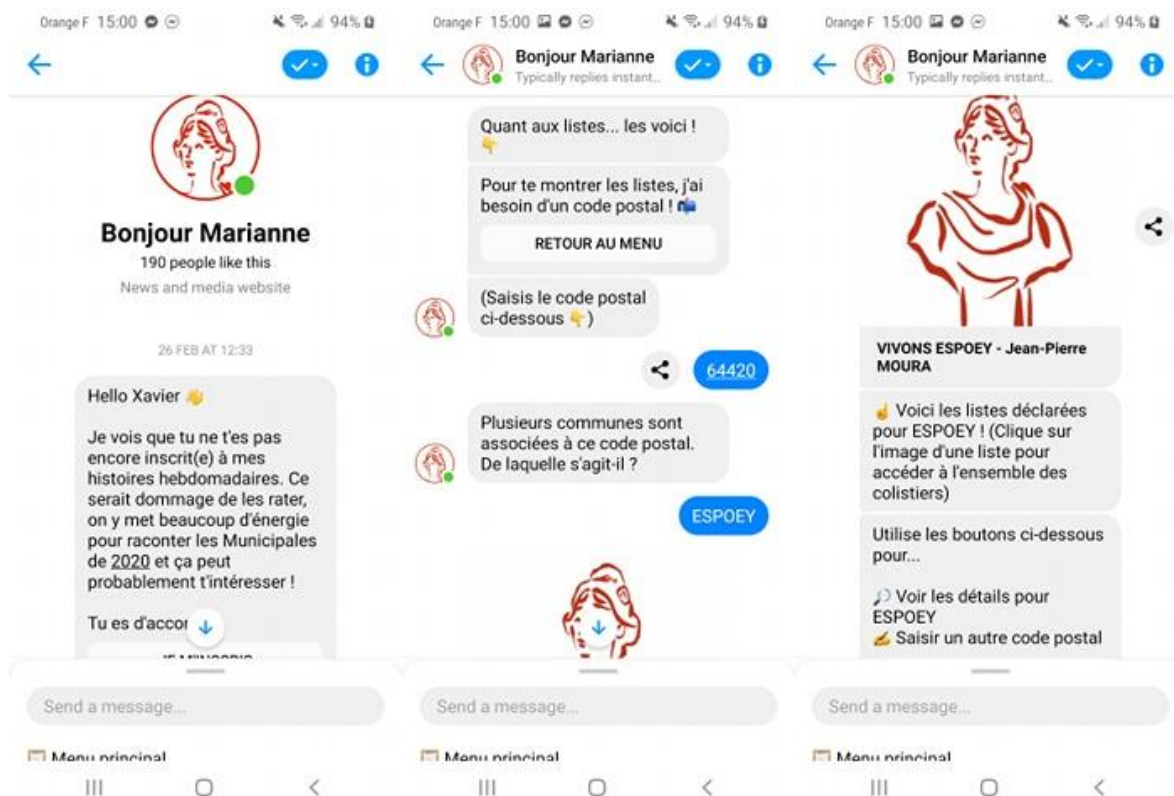 Orange F 15:00 94%
Bonjour Marianne
190 people like this
News and media website
26 FEB AT 12:33
Hello Xavier 👋
Je vois que tu ne t'es pas
encore inscrit(e) à mes
histoires hebdomadaires. Ce
serait dommage de les rater,
on y met beaucoup d'énergie
pour raconter les Municipales
de 2020 et ça peut
probablement t'intéresser !
Tu es d'accor
JE M'INSCRIS
Send a message...
Menu principal
Orange F 15:00 94%
Bonjour Marianne
Typically replies instant...
Quant aux listes... les voici !
👇
Pour te montrer les listes, j'ai
besoin d'un code postal ! 📬
RETOUR AU MENU
(Saisis le code postal
ci-dessous 👇)
64420
Plusieurs communes sont
associées à ce code postal.
De laquelle s'agit-il ?
ESPOEY
Send a message...
Menu principal
Orange F 15:00 94%
Bonjour Marianne
Typically replies instant...
VIVONS ESPOEY - Jean-Pierre
MOURA
☝ Voici les listes déclarées
pour ESPOEY ! (Clique sur
l'image d'une liste pour
accéder à l'ensemble des
colistiers)
Utilise les boutons ci-dessous
pour...
🔎 Voir les détails pour
ESPOEY
✍ Saisir un autre code postal
Send a message...
Menu principal